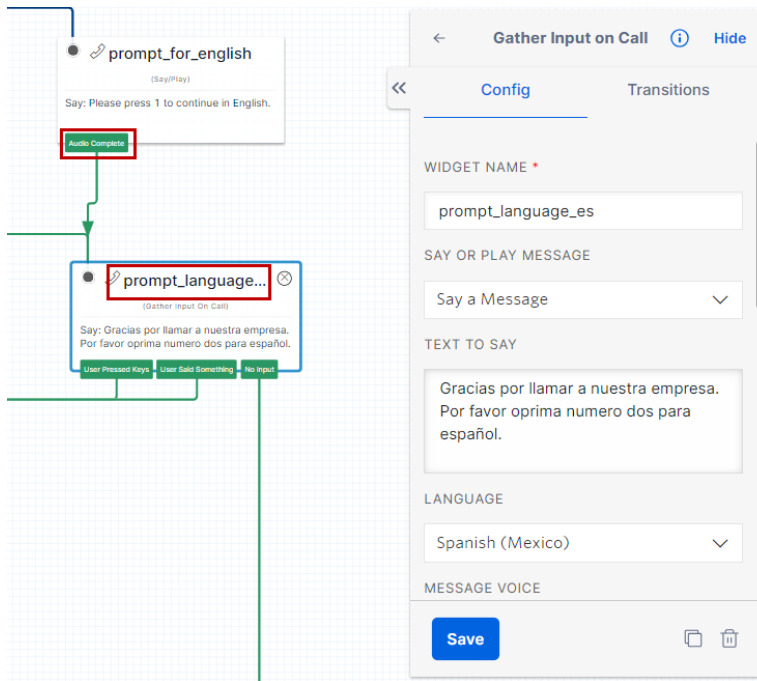 prompt_for_english
(Say/Play)
Say: Please press 1 to continue in English.
Audio Complete
prompt_language...
(Gather Input On Call)
Say: Gracias por llamar a nuestra empresa.
Por favor oprima numero dos para español.
User Pressed Keys
User Said Something
No Input
Gather Input on Call
Hide
Config
Transitions
WIDGET NAME *
prompt_language_es
SAY OR PLAY MESSAGE
Say a Message
TEXT TO SAY
Gracias por llamar a nuestra empresa.
Por favor oprima numero dos para
español.
LANGUAGE
Spanish (Mexico)
MESSAGE VOICE
Save